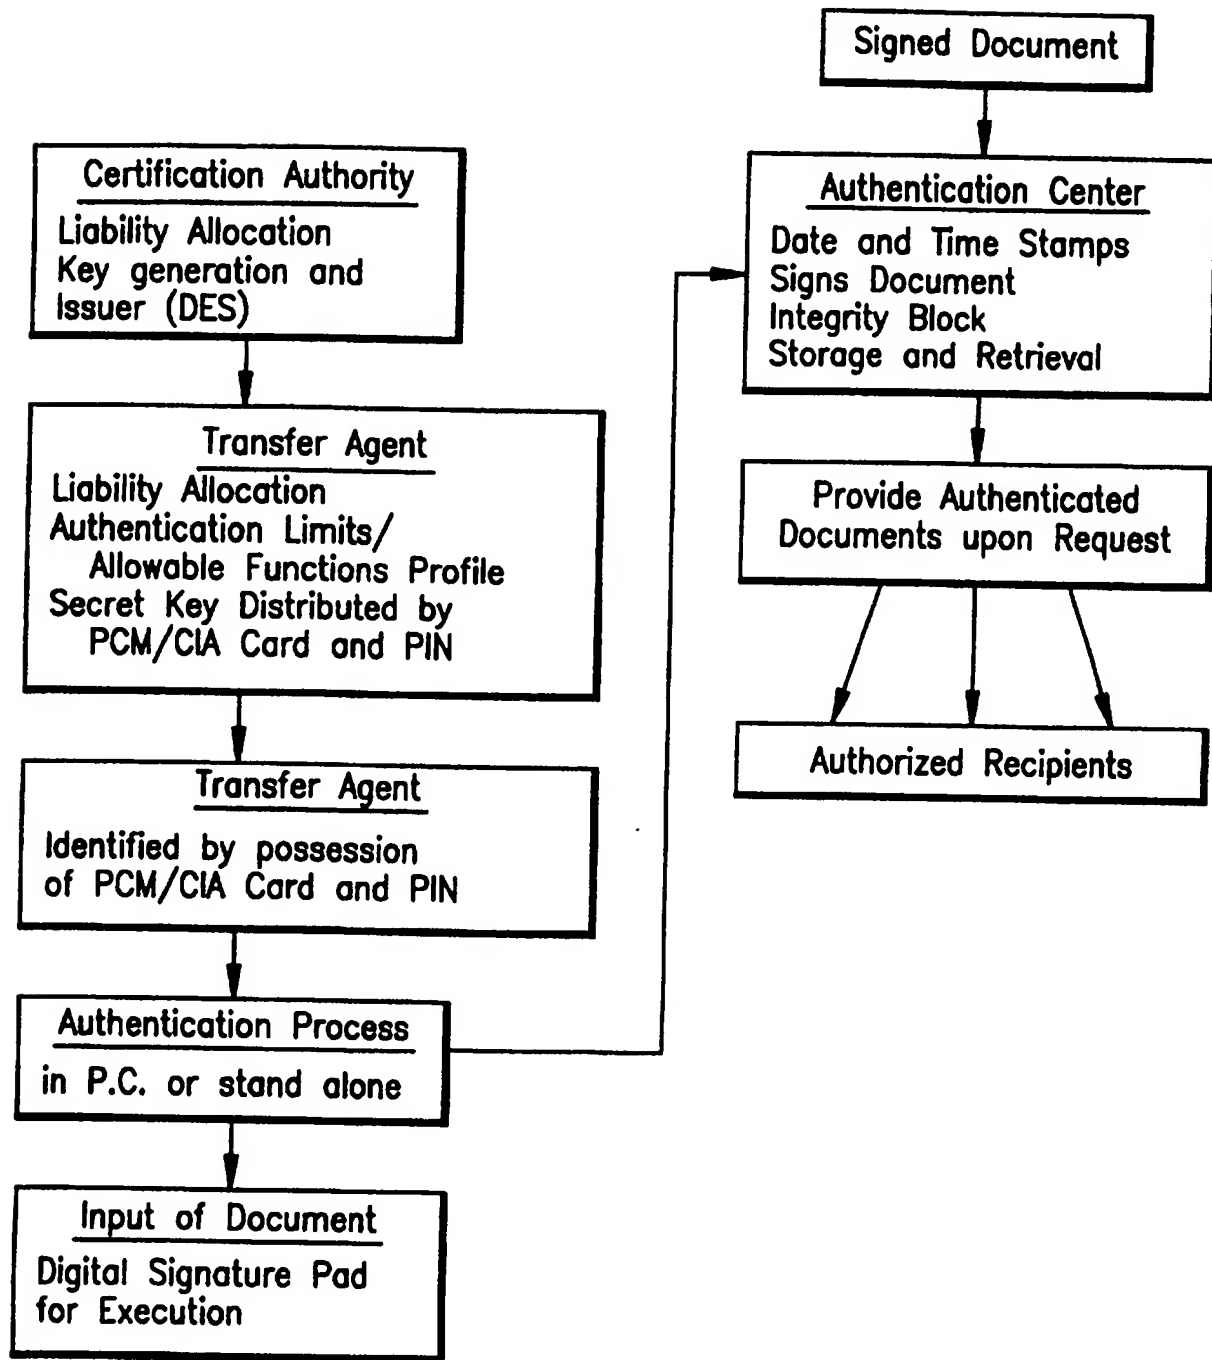 Certification Authority
Liability Allocation
Key generation and
Issuer (DES)
Transfer Agent
Liability Allocation
Authentication Limits/
Allowable Functions Profile
Secret Key Distributed by
PCM/CIA Card and PIN
Transfer Agent
Identified by possession
of PCM/CIA Card and PIN
Authentication Process
in P.C. or stand alone
Input of Document
Digital Signature Pad
for Execution
Signed Document
Authentication Center
Date and Time Stamps
Signs Document
Integrity Block
Storage and Retrieval
Provide Authenticated
Documents upon Request
Authorized Recipients